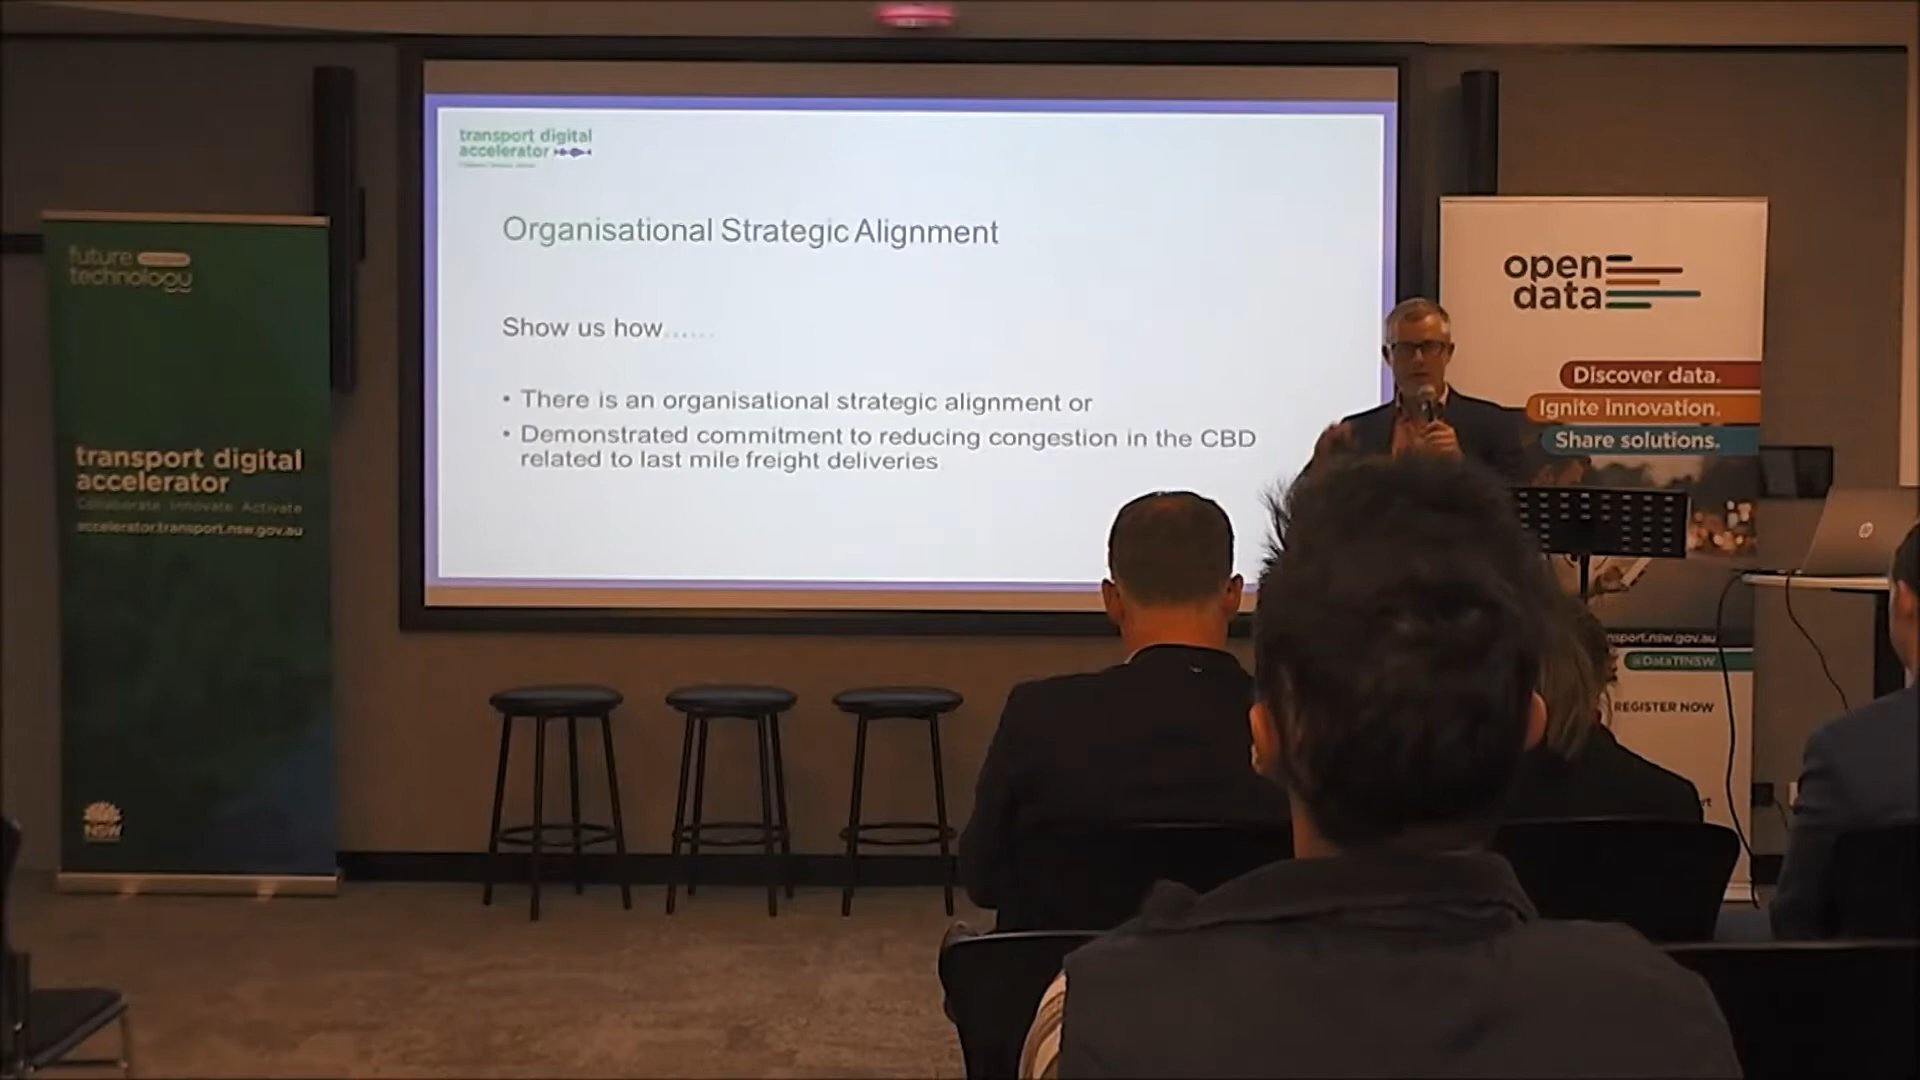 future
technology
transport digital
accelerator
Collaborate Innovate Activate
accelerator.transport.nsw.gov.au
NSW
transport digital
accelerator
Organisational Strategic Alignment
Show us how......
• There is an organisational strategic alignment or
• Demonstrated commitment to reducing congestion in the CBD
related to last mile freight deliveries
open
data
Discover data.
Ignite innovation.
Share solutions.
nsport.nsw.gov.au
@DataTfNSW
REGISTER NOW
hp